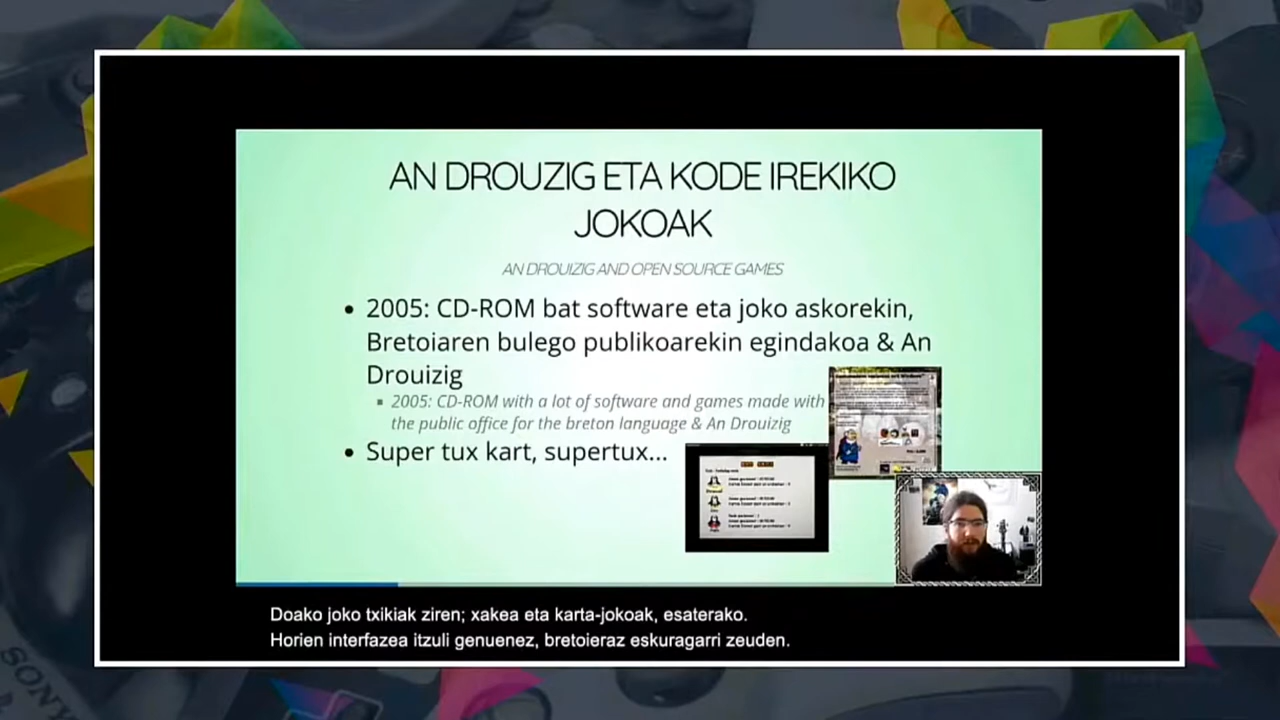 AN DROUZIG ETA KODE IREKIKO
JOKOAK
AN DROUIZIG AND OPEN SOURCE GAMES
2005: CD-ROM bat software eta joko askorekin,
Bretoiaren bulego publikoarekin egindakoa & An
Drouizig
2005: CD-ROM with a lot of software and games made with
the public office for the breton language & An Drouizig
Super tux kart, supertux...
Doako joko txikiak ziren; xakea eta karta-jokoak, esaterako.
Horien interfazea itzuli genuenez, bretoieraz eskuragarri zeuden.
SONY